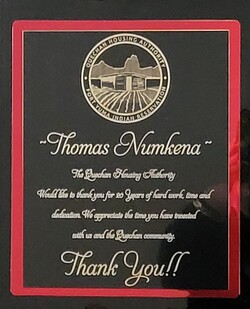 QUECHAN HOUSING AUTHORITY
FORT YUMA INDIAN RESERVATION
~Thomas Numkena~
The Quechan Housing Authority
Would like to thank you for 20 Years of hard work, time and
dedication. We appreciate the time you have invested
with us and the Quechan community.
Thank You!!